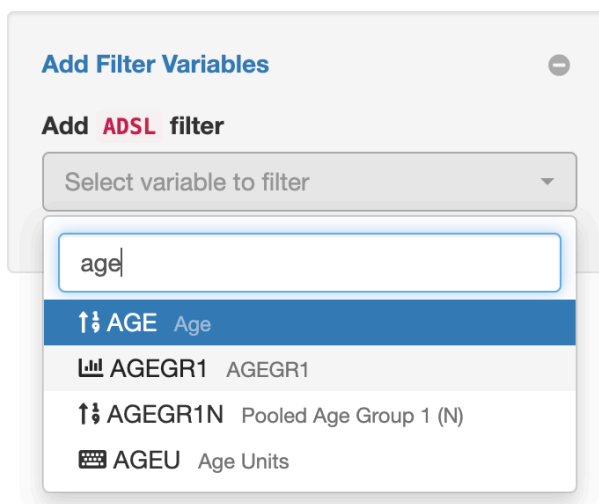 Add Filter Variables
Add ADSL filter
Select variable to filter
age
AGE Age
AGEGR1 AGEGR1
AGEGR1N Pooled Age Group 1 (N)
AGEU Age Units